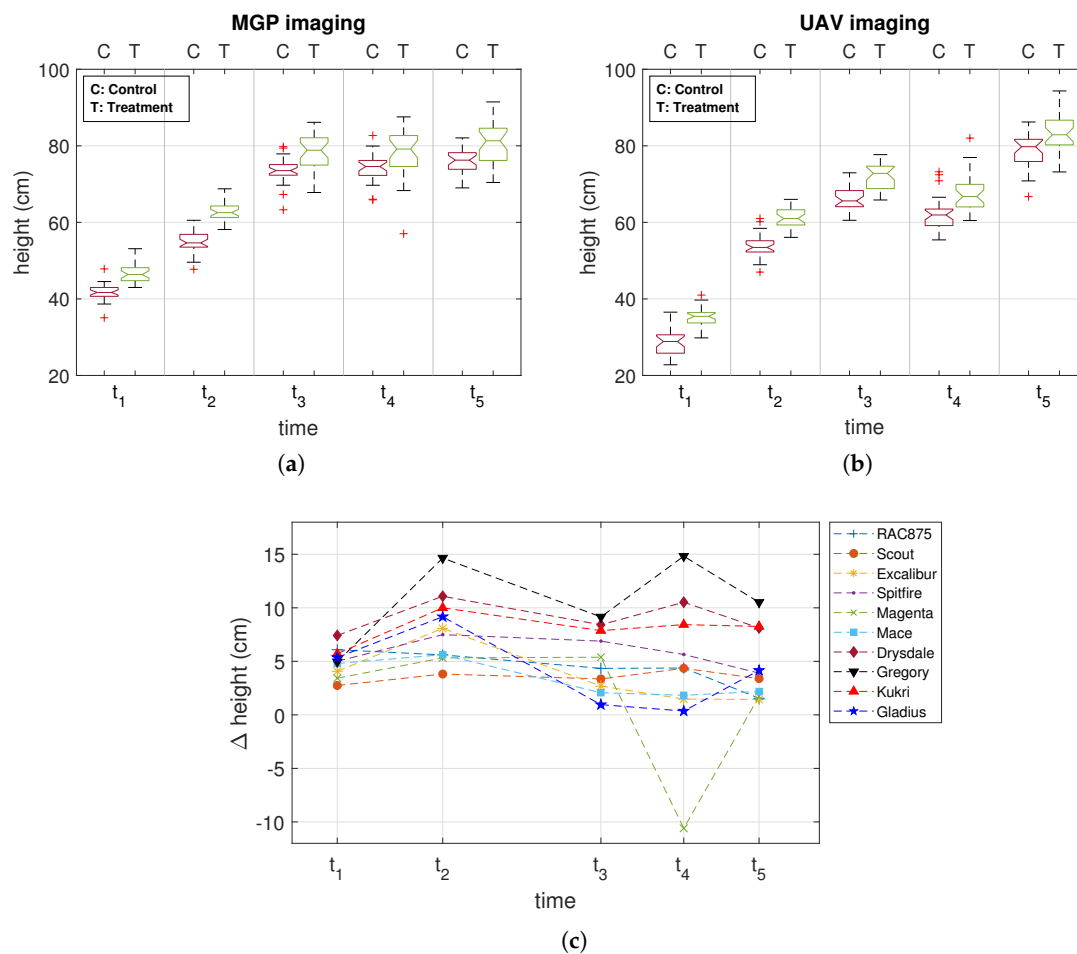 MGP imaging
C T C T C T C T C T
C: Control
T: Treatment
100
80
60
40
20
height (cm)
t1 t2 t3 t4 t5
time
(a)
UAV imaging
C T C T C T C T C T
C: Control
T: Treatment
100
80
60
40
20
height (cm)
t1 t2 t3 t4 t5
time
(b)
15
10
5
0
-5
-10
Δ height (cm)
t1 t2 t3 t4 t5
time
RAC875
Scout
Excalibur
Spitfire
Magenta
Mace
Drysdale
Gregory
Kukri
Gladius
(c)